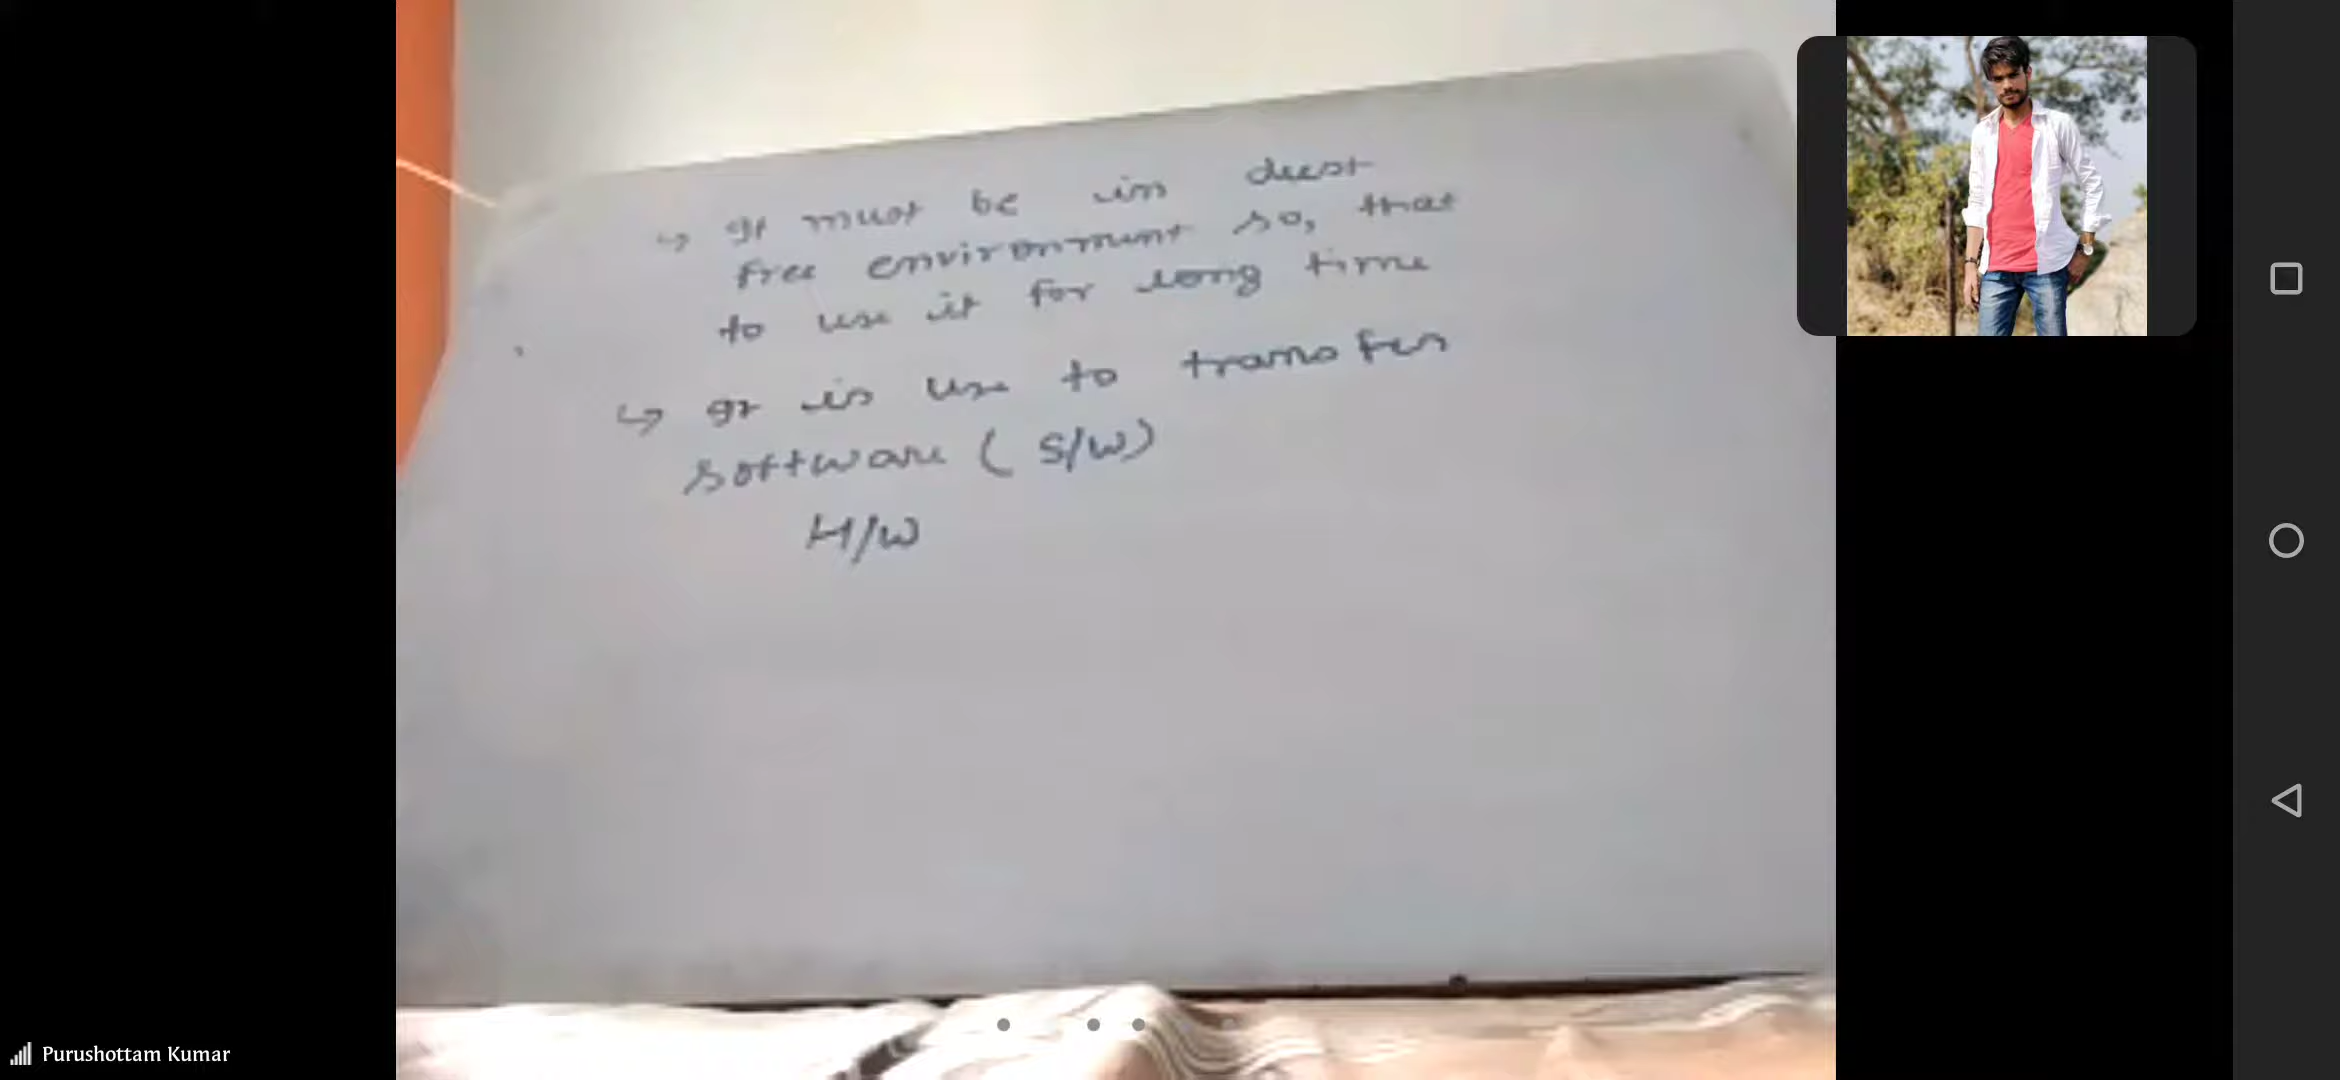 ↳ It must be in dust
free environment so, that
to use it for long time
↳ It is use to transfer
software ( S/W)
H/W
Purushottam Kumar